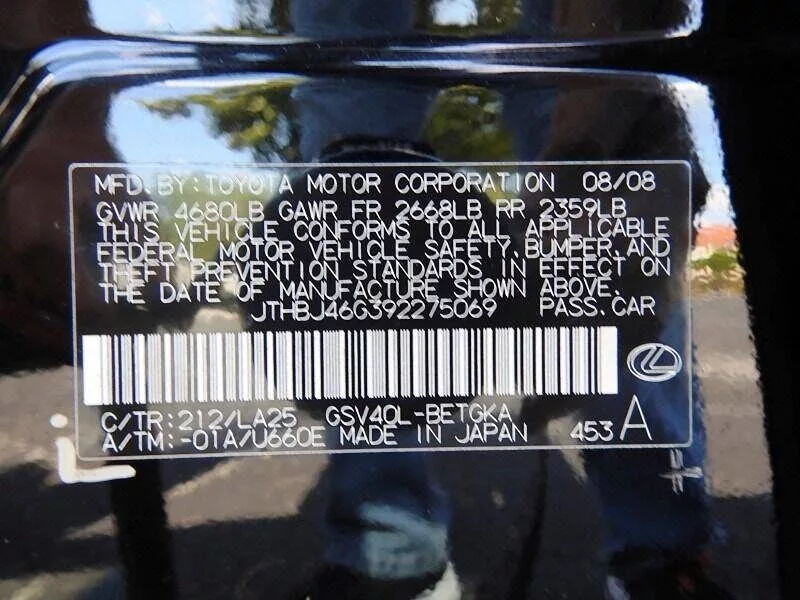 MFD. BY: TOYOTA MOTOR CORPORATION 08/08
GVWR 4680LB GAWR FR 2668LB RR 2359LB
THIS VEHICLE CONFORMS TO ALL APPLICABLE
FEDERAL MOTOR VEHICLE SAFETY, BUMPER, AND
THEFT PREVENTION STANDARDS IN EFFECT ON
THE DATE OF MANUFACTURE SHOWN ABOVE.
JTHBJ46G392275069 PASS. CAR
C/TR: 212/LA25 GSV40L-BETGKA
A/TM: -01A/U660E MADE IN JAPAN 453 A